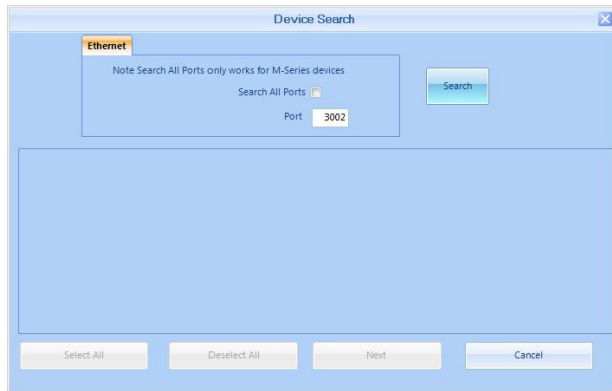 Device Search
Ethernet
Note Search All Ports only works for M-Series devices
Search All Ports
Search
Port 3002
Select All Deselect All Next Cancel